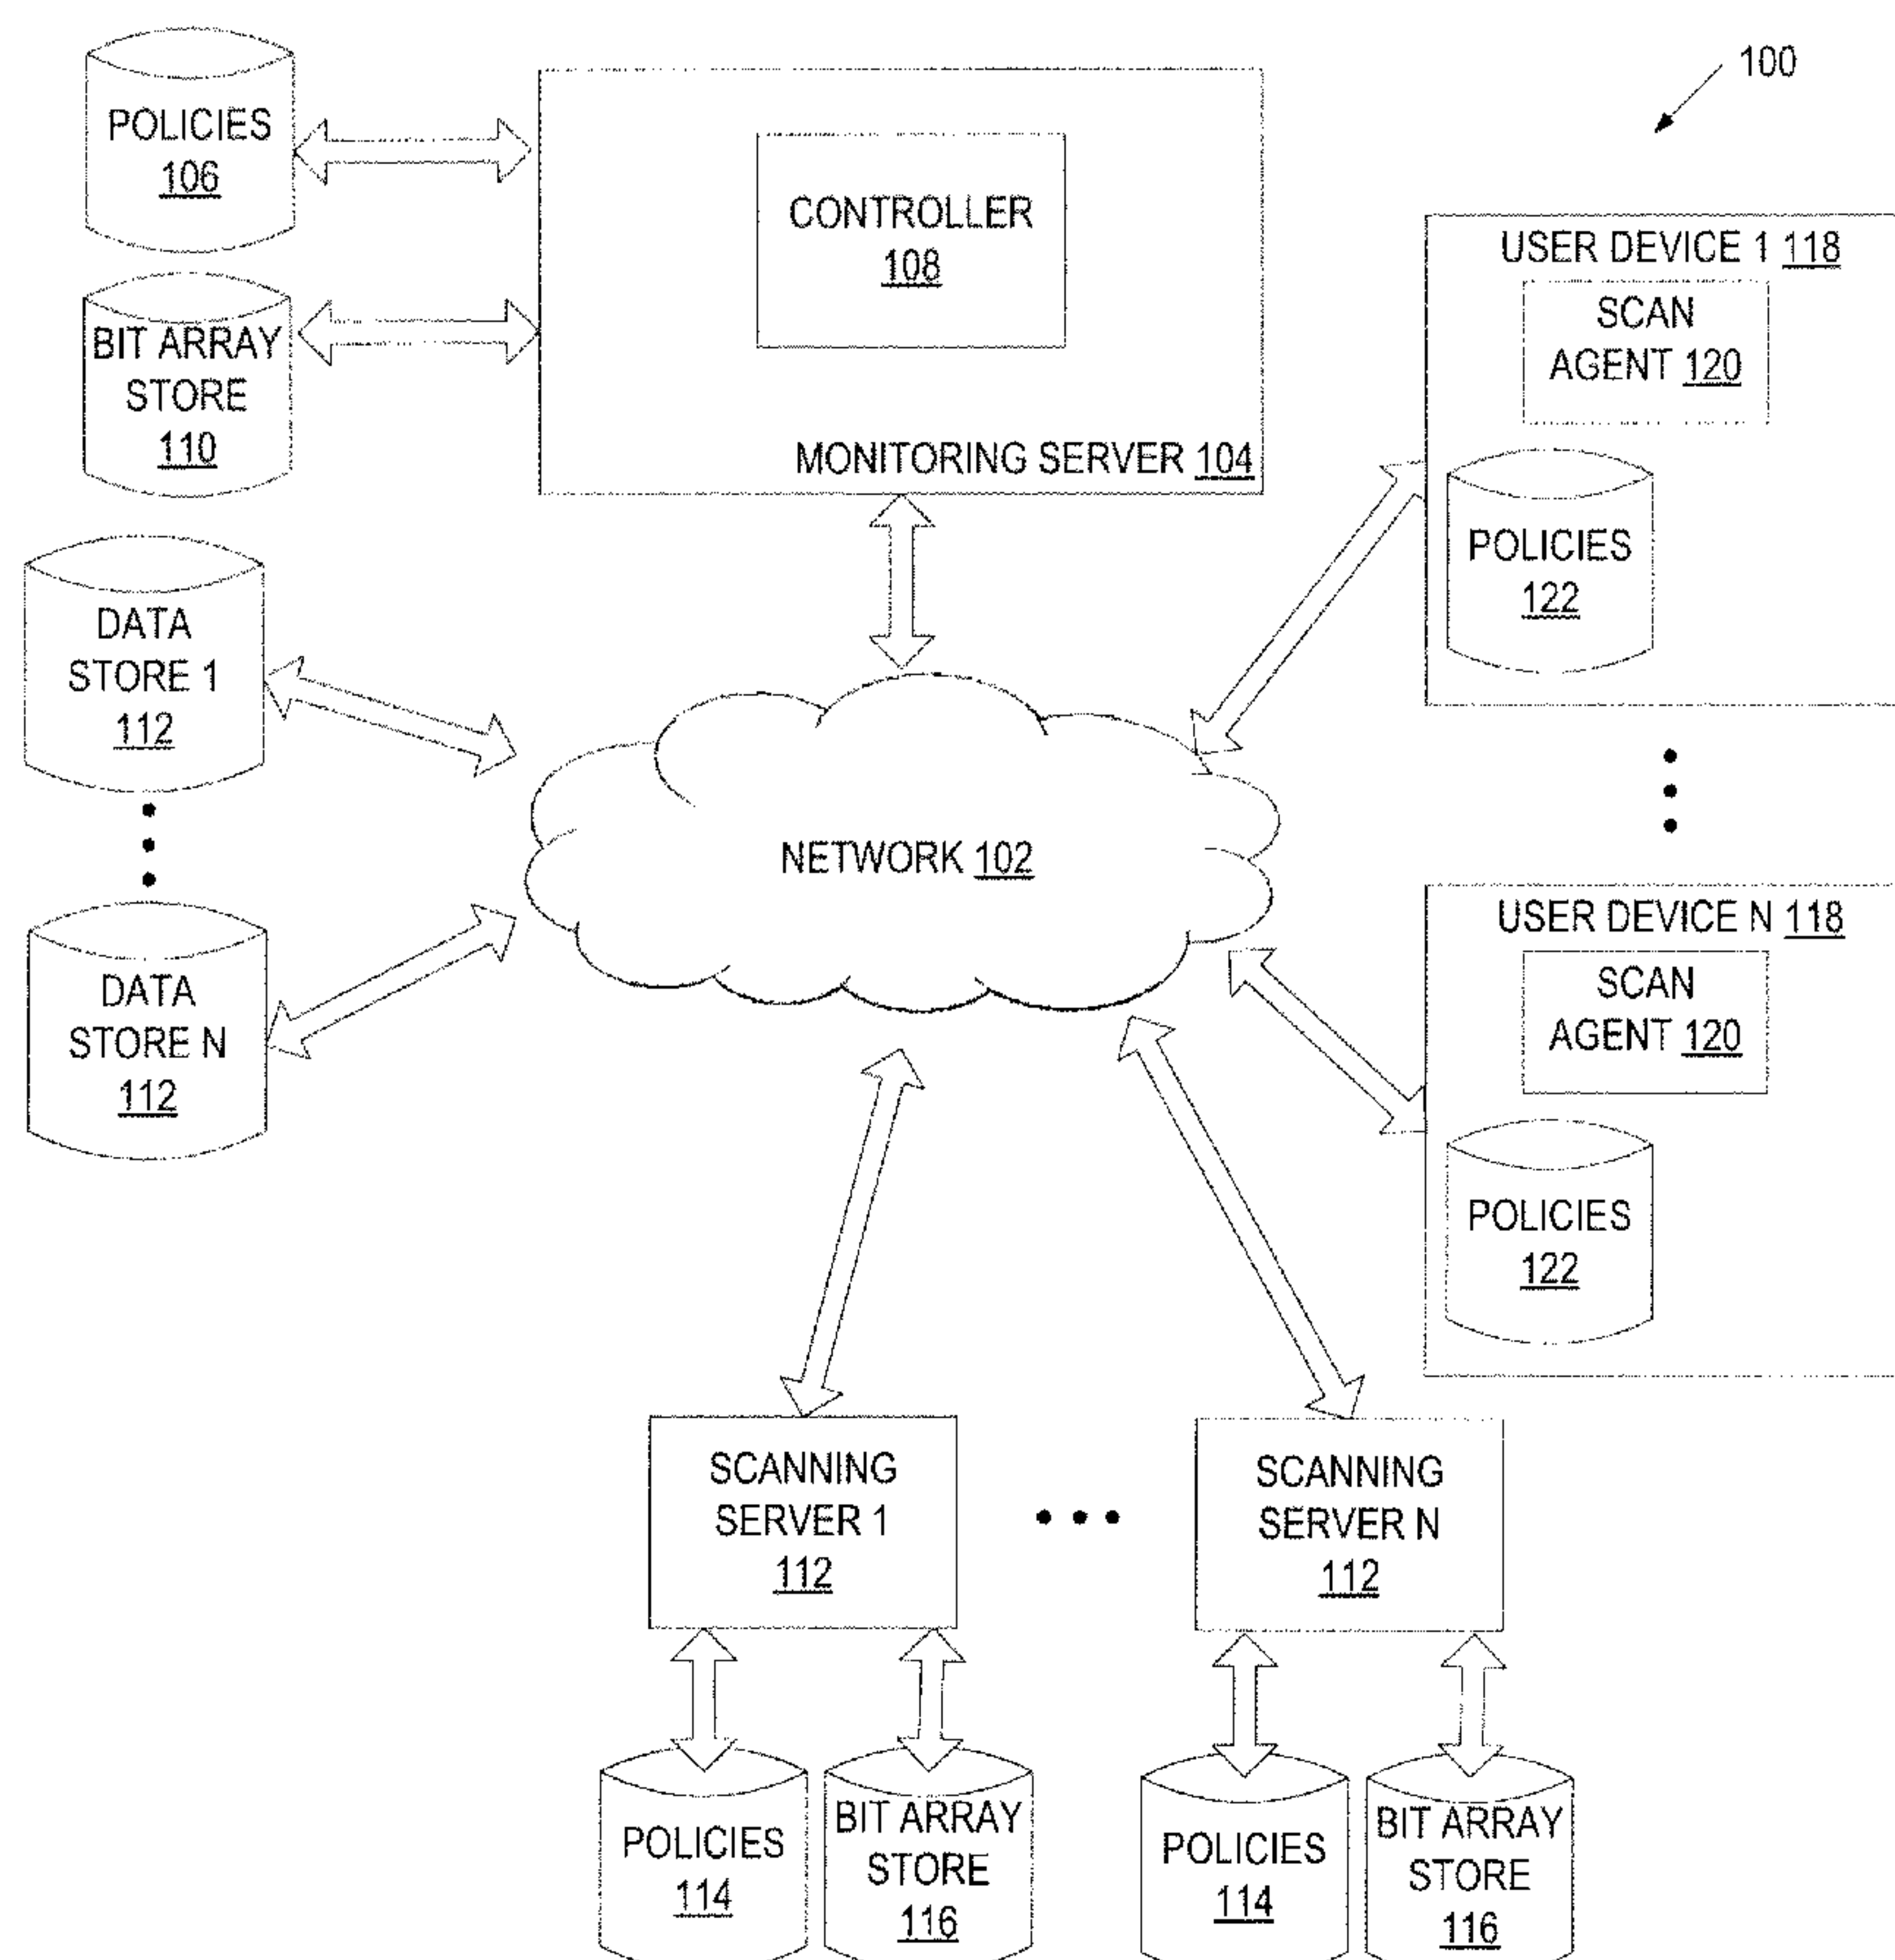 100
POLICIES
106
CONTROLLER
108
BIT ARRAY
STORE
110
MONITORING SERVER 104
USER DEVICE 1 118
SCAN
AGENT 120
POLICIES
122
DATA
STORE 1
112
NETWORK 102
DATA
STORE N
112
USER DEVICE N 118
SCAN
AGENT 120
POLICIES
122
SCANNING
SERVER 1
112
SCANNING
SERVER N
112
POLICIES
114
BIT ARRAY
STORE
116
POLICIES
114
BIT ARRAY
STORE
116